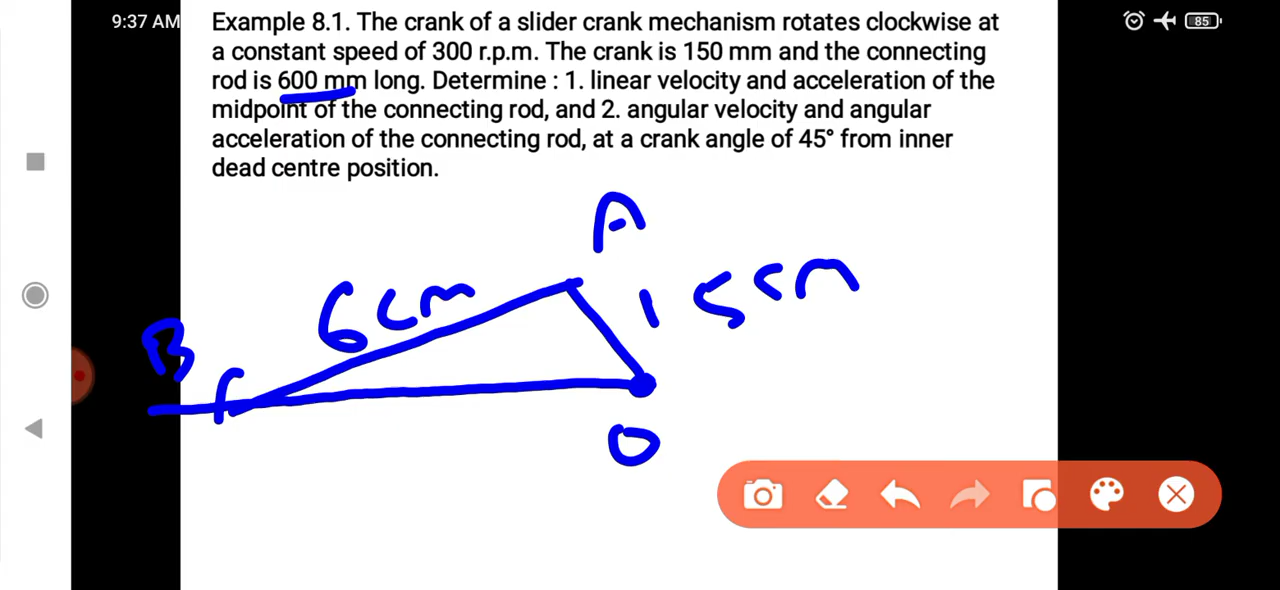 9:37 AM
85
Example 8.1. The crank of a slider crank mechanism rotates clockwise at
a constant speed of 300 r.p.m. The crank is 150 mm and the connecting
rod is 600 mm long. Determine : 1. linear velocity and acceleration of the
midpoint of the connecting rod, and 2. angular velocity and angular
acceleration of the connecting rod, at a crank angle of 45° from inner
dead centre position.
A
6cm
15cm
B
O